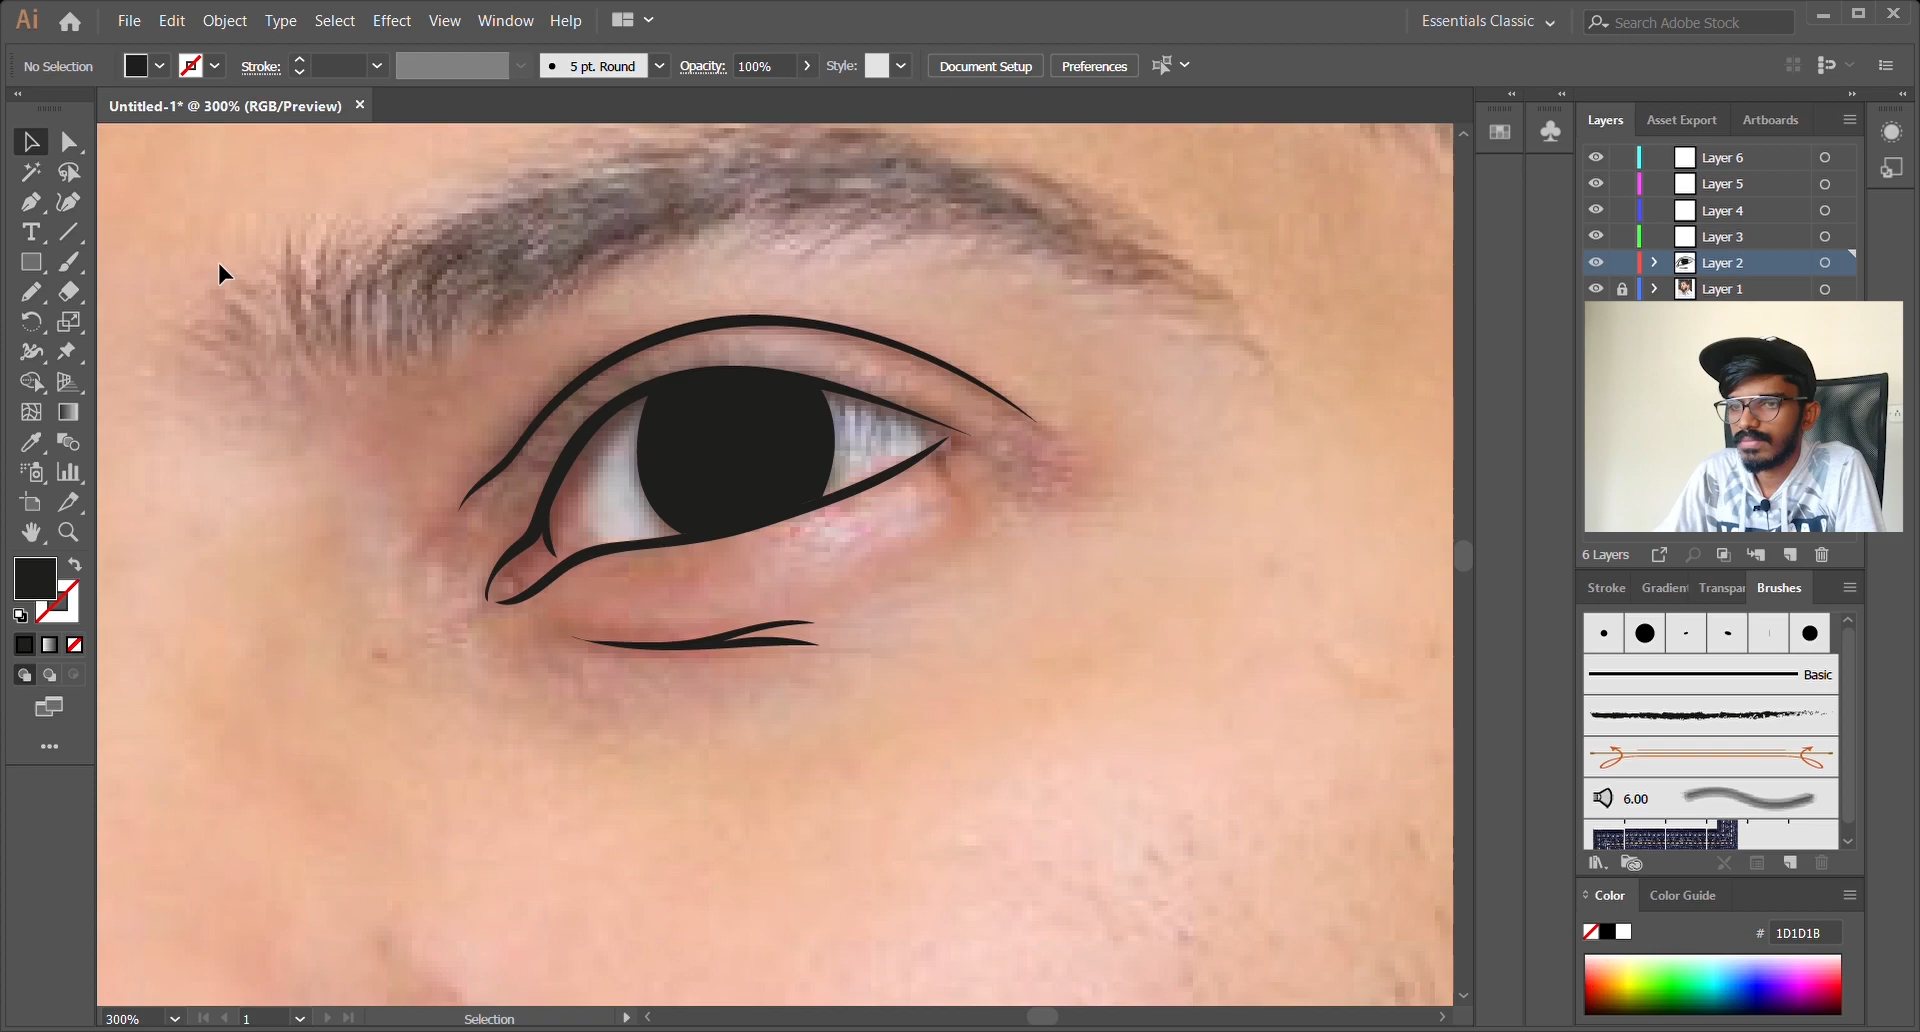 Ai File Edit Object Type Select Effect View Window Help Essentials Classic Search Adobe Stock
No Selection Stroke: 5 pt. Round Opacity: 100% Style: Document Setup Preferences
Untitled-1* @ 300% (RGB/Preview)
Layers Asset Export Artboards
Layer 6
Layer 5
Layer 4
Layer 3
Layer 2
Layer 1
6 Layers
Stroke Gradient Transpar Brushes
Basic
6.00
Color Color Guide
# 1D1D1B
300% 1 Selection